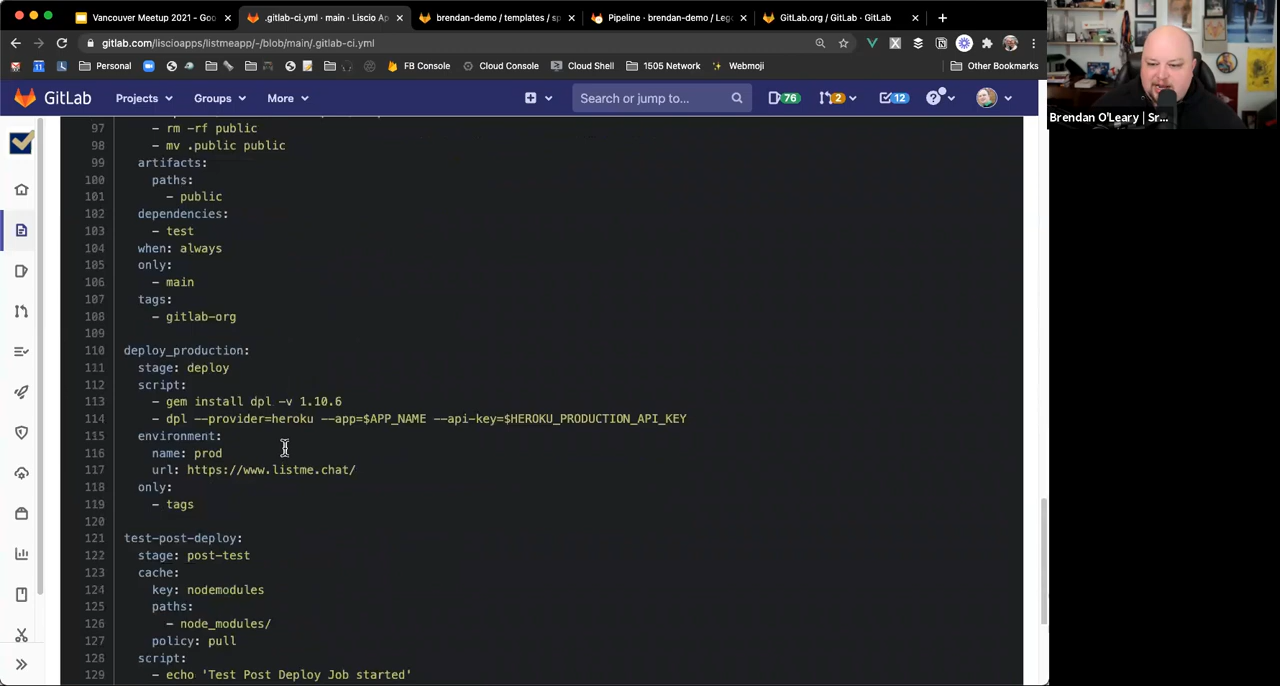 Vancouver Meetup 2021 - Goo
.gitlab-ci.yml · main · Liscio Ap
brendan-demo / templates / sp
Pipeline · brendan-demo / Leg
GitLab.org / GitLab · GitLab
gitlab.com/liscioapps/listmeapp/-/blob/main/.gitlab-ci.yml
31
Personal
FB Console
Cloud Console
Cloud Shell
1505 Network
Webmoji
Other Bookmarks
GitLab
Projects
Groups
More
Search or jump to...
76
2
12
Brendan O'Leary | Sr...
97 - rm -rf public
98 - mv .public public
99 artifacts:
100 paths:
101 - public
102 dependencies:
103 - test
104 when: always
105 only:
106 - main
107 tags:
108 - gitlab-org
109
110 deploy_production:
111 stage: deploy
112 script:
113 - gem install dpl -v 1.10.6
114 - dpl --provider=heroku --app=$APP_NAME --api-key=$HEROKU_PRODUCTION_API_KEY
115 environment:
116 name: prod
117 url: https://www.listme.chat/
118 only:
119 - tags
120
121 test-post-deploy:
122 stage: post-test
123 cache:
124 key: nodemodules
125 paths:
126 - node_modules/
127 policy: pull
128 script:
129 - echo 'Test Post Deploy Job started'